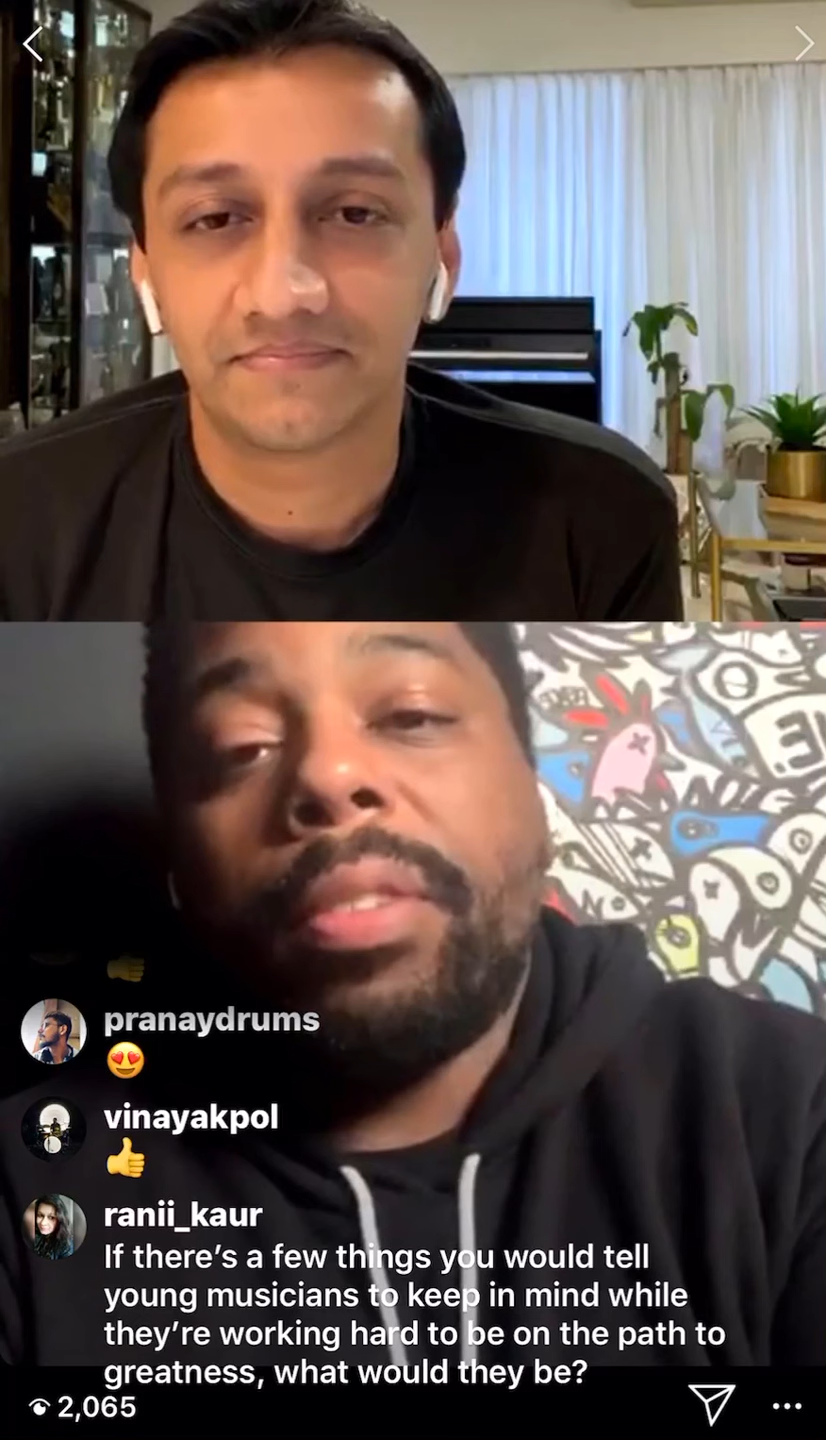 pranaydrums
😍
vinayakpol
👍
ranii_kaur
If there's a few things you would tell
young musicians to keep in mind while
they're working hard to be on the path to
greatness, what would they be?
2,065